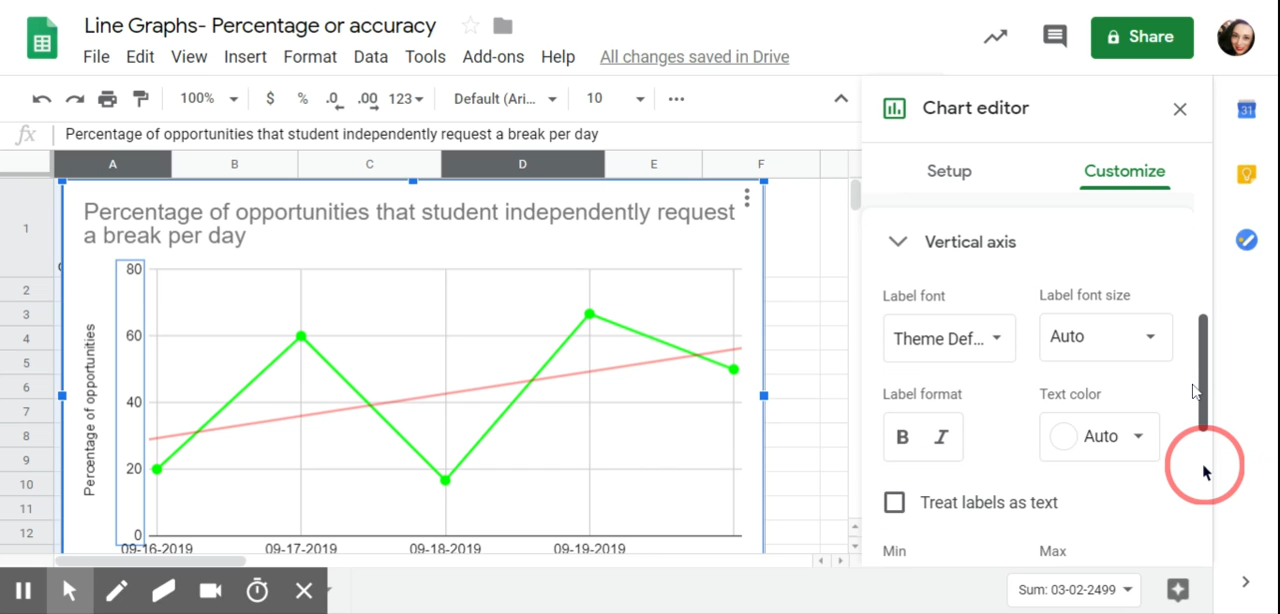 Line Graphs- Percentage or accuracy
File Edit View Insert Format Data Tools Add-ons Help All changes saved in Drive
Share
100% $ % .0 .00 123 Default (Ari... 10
fx Percentage of opportunities that student independently request a break per day
A B C D E F
1
2
3
4
5
6
7
8
9
10
11
12
Percentage of opportunities that student independently request
a break per day
Percentage of opportunities
80
60
40
20
0
09-16-2019 09-17-2019 09-18-2019 09-19-2019
Chart editor
Setup Customize
Vertical axis
Label font Label font size
Theme Def... Auto
Label format Text color
B I Auto
Treat labels as text
Min Max
Sum: 03-02-2499
31